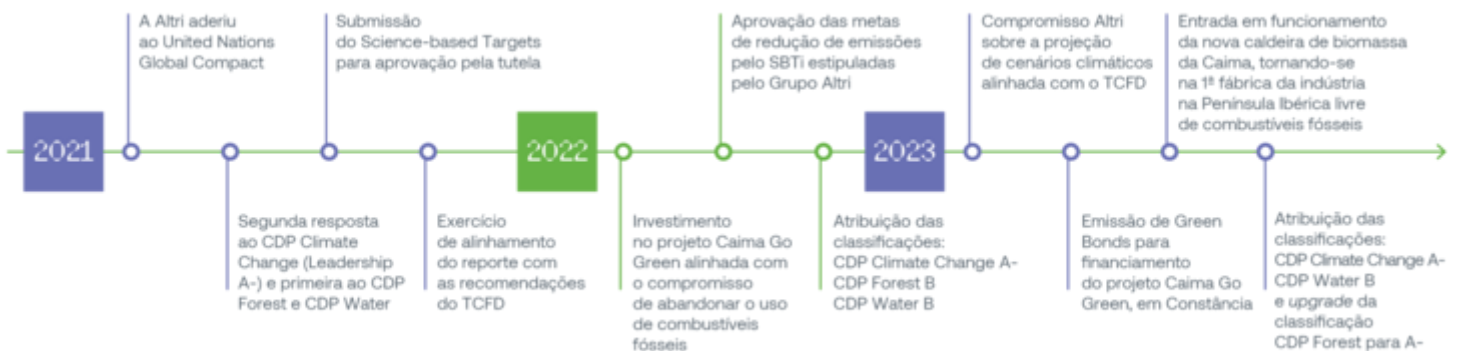 2021
A Altri aderiu
ao United Nations
Global Compact
Segunda resposta
ao CDP Climate
Change (Leadership
A-) e primeira ao CDP
Forest e CDP Water
Submissão
do Science-based Targets
para aprovação pela tutela
Exercício
de alinhamento
do reporte com
as recomendações
do TCFD
2022
Investimento
no projeto Caima Go
Green alinhada com
o compromisso
de abandonar o uso
de combustíveis
fósseis
Aprovação das metas
de redução de emissões
pelo SBTi estipuladas
pelo Grupo Altri
Atribuição das
classificações:
CDP Climate Change A-
CDP Forest B
CDP Water B
2023
Compromisso Altri
sobre a projeção
de cenários climáticos
alinhada com o TCFD
Emissão de Green
Bonds para
financiamento
do projeto Caima Go
Green, em Constância
Entrada em funcionamento
da nova caldeira de biomassa
da Caima, tornando-se
na 1ª fábrica da indústria
na Península Ibérica livre
de combustíveis fósseis
Atribuição das
classificações:
CDP Climate Change A-
CDP Water B
e upgrade da
classificação
CDP Forest para A-